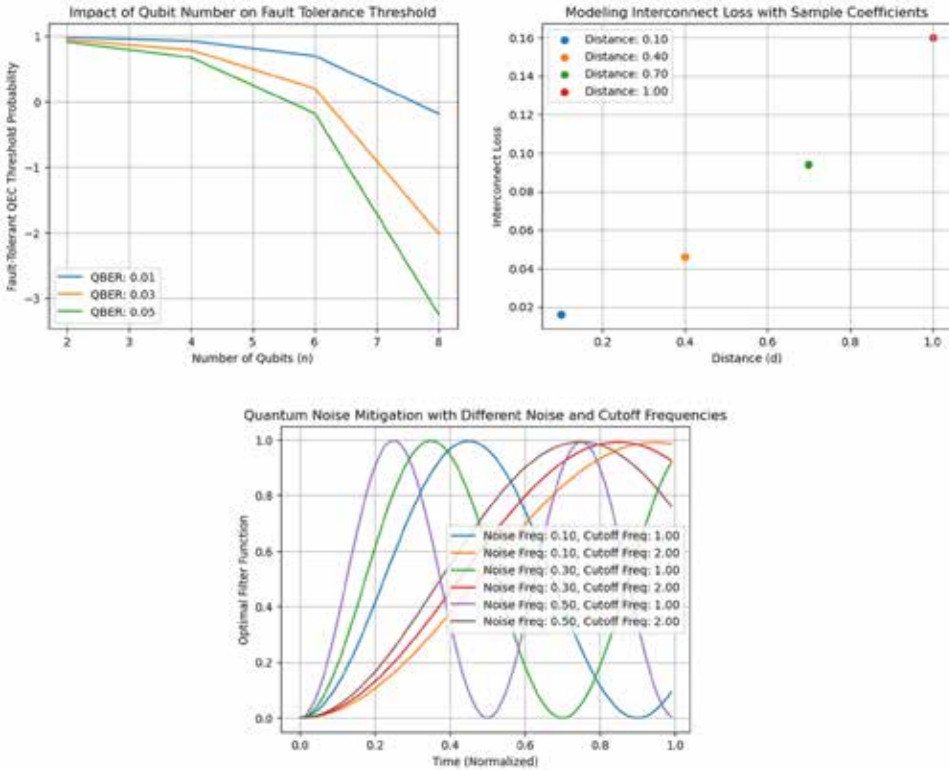 Impact of Qubit Number on Fault Tolerance Threshold
Fault-Tolerant QEC Threshold Probability
1
0
−1
−2
−3
QBER: 0.01
QBER: 0.03
QBER: 0.05
2 3 4 5 6 7 8
Number of Qubits (n)
Modeling Interconnect Loss with Sample Coefficients
Interconnect Loss
0.16
0.14
0.12
0.10
0.08
0.06
0.04
0.02
Distance: 0.10
Distance: 0.40
Distance: 0.70
Distance: 1.00
0.2 0.4 0.6 0.8 1.0
Distance (d)
Quantum Noise Mitigation with Different Noise and Cutoff Frequencies
Optimal Filter Function
1.0
0.8
0.6
0.4
0.2
0.0
Noise Freq: 0.10, Cutoff Freq: 1.00
Noise Freq: 0.10, Cutoff Freq: 2.00
Noise Freq: 0.30, Cutoff Freq: 1.00
Noise Freq: 0.30, Cutoff Freq: 2.00
Noise Freq: 0.50, Cutoff Freq: 1.00
Noise Freq: 0.50, Cutoff Freq: 2.00
0.0 0.2 0.4 0.6 0.8 1.0
Time (Normalized)